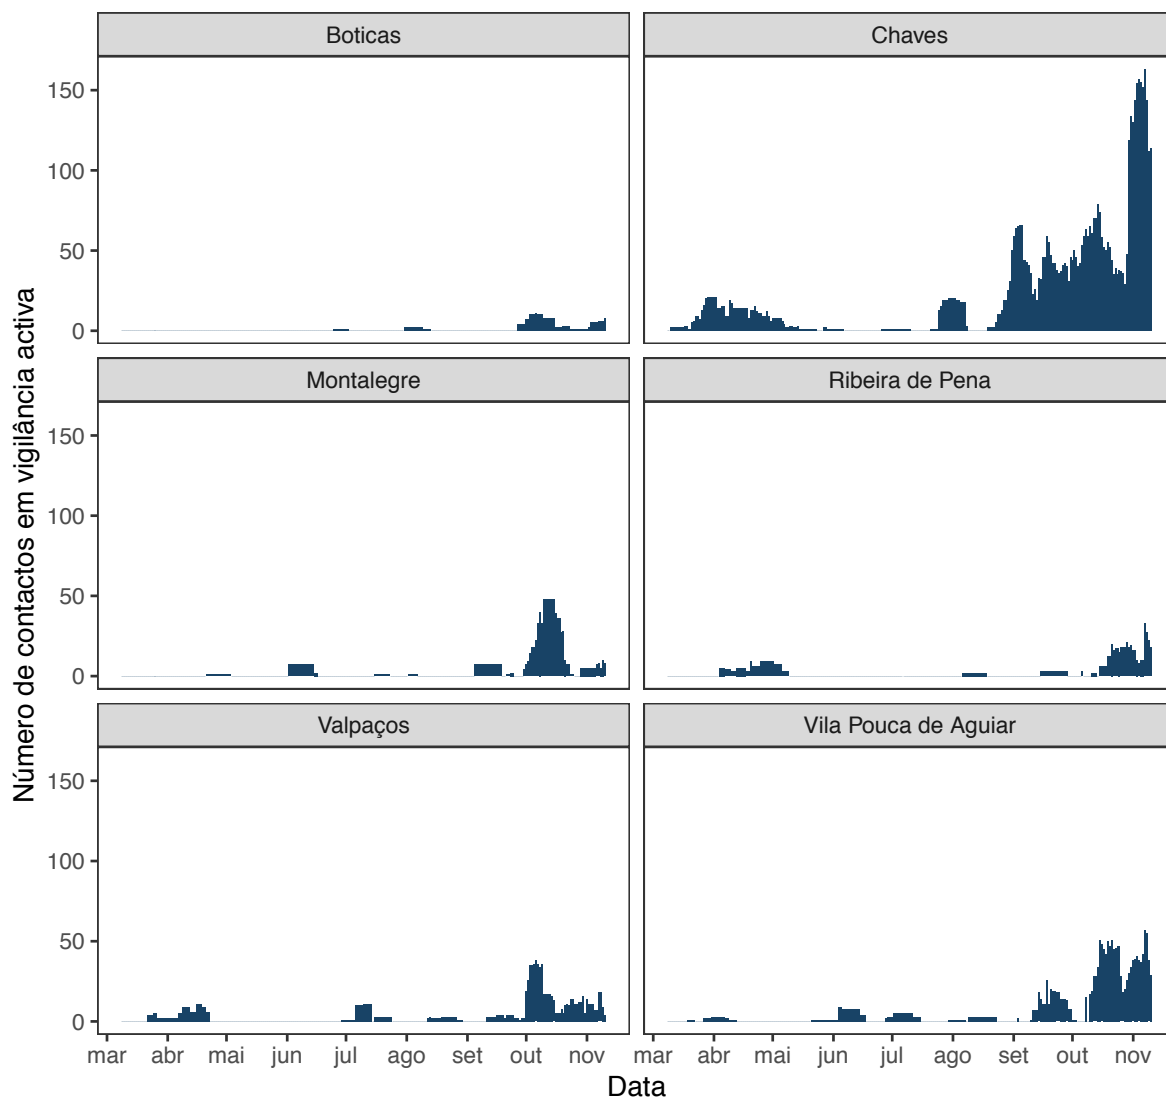 Boticas
Chaves
150
100
50
0
Montalegre
Ribeira de Pena
150
100
50
0
Número de contactos em vigilância activa
Valpaços
Vila Pouca de Aguiar
150
100
50
0
mar abr mai jun jul ago set out nov
mar abr mai jun jul ago set out nov
Data